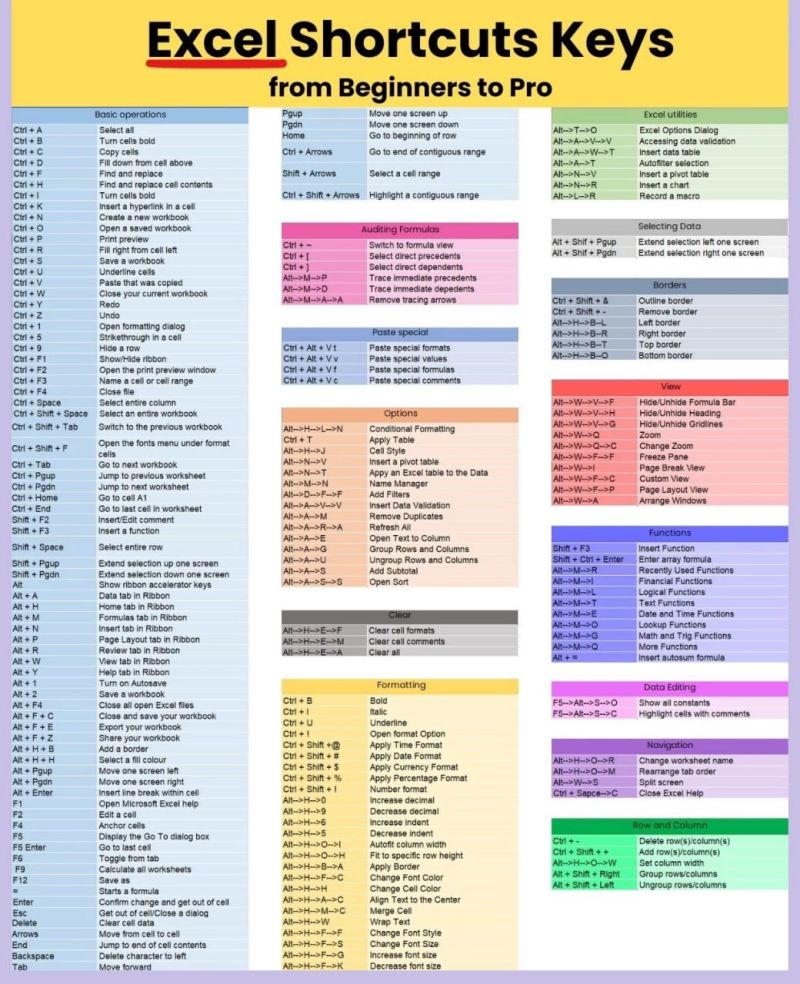 Excel Shortcuts Keys
from Beginners to Pro
Basic operations
Ctrl + A Select all
Ctrl + B Turn cells bold
Ctrl + C Copy cells
Ctrl + D Fill down from cell above
Ctrl + F Find and replace
Ctrl + H Find and replace cell contents
Ctrl + I Turn cells bold
Ctrl + K Insert a hyperlink in a cell
Ctrl + N Create a new workbook
Ctrl + O Open a saved workbook
Ctrl + P Print preview
Ctrl + R Fill right from cell left
Ctrl + S Save a workbook
Ctrl + U Underline cells
Ctrl + V Paste that was copied
Ctrl + W Close your current workbook
Ctrl + Y Redo
Ctrl + Z Undo
Ctrl + 1 Open formatting dialog
Ctrl + 5 Strikethrough in a cell
Ctrl + 9 Hide a row
Ctrl + F1 Show/Hide ribbon
Ctrl + F2 Open the print preview window
Ctrl + F3 Name a cell or cell range
Ctrl + F4 Close file
Ctrl + Space Select entire column
Ctrl + Shift + Space Select an entire workbook
Ctrl + Shift + Tab Switch to the previous workbook
Ctrl + Shift + F Open the fonts menu under format
cells
Ctrl + Tab Go to next workbook
Ctrl + Pgup Jump to previous worksheet
Ctrl + Pgdn Jump to next worksheet
Ctrl + Home Go to cell A1
Ctrl + End Go to last cell in worksheet
Shift + F2 Insert/Edit comment
Shift + F3 Insert a function
Shift + Space Select entire row
Shift + Pgup Extend selection up one screen
Shift + Pgdn Extend selection down one screen
Alt Show ribbon accelerator keys
Alt + A Data tab in Ribbon
Alt + H Home tab in Ribbon
Alt + M Formulas tab in Ribbon
Alt + N Insert tab in Ribbon
Alt + P Page Layout tab in Ribbon
Alt + R Review tab in Ribbon
Alt + W View tab in Ribbon
Alt + Y Help tab in Ribbon
Alt + 1 Turn on Autosave
Alt + 2 Save a workbook
Alt + F4 Close all open Excel files
Alt + F + C Close and save your workbook
Alt + F + E Export your workbook
Alt + F + Z Share your workbook
Alt + H + B Add a border
Alt + H + H Select a fill colour
Alt + Pgup Move one screen left
Alt + Pgdn Move one screen right
Alt + Enter Insert line break within cell
F1 Open Microsoft Excel help
F2 Edit a cell
F4 Anchor cells
F5 Display the Go To dialog box
F5 Enter Go to last cell
F6 Toggle from tab
F9 Calculate all worksheets
F12 Save as
= Starts a formula
Enter Confirm change and get out of cell
Esc Get out of cell/Close a dialog
Delete Clear cell data
Arrows Move from cell to cell
End Jump to end of cell contents
Backspace Delete character to left
Tab Move forward
Pgup Move one screen up
Pgdn Move one screen down
Home Go to beginning of row
Ctrl + Arrows Go to end of contiguous range
Shift + Arrows Select a cell range
Ctrl + Shift + Arrows Highlight a contiguous range
Auditing Formulas
Ctrl + ~ Switch to formula view
Ctrl + [ Select direct precedents
Ctrl + ] Select direct dependents
Alt-->M-->P Trace immediate precedents
Alt-->M-->D Trace immediate depedents
Alt-->M-->A-->A Remove tracing arrows
Paste special
Ctrl + Alt + V t Paste special formats
Ctrl + Alt + V v Paste special values
Ctrl + Alt + V f Paste special formulas
Ctrl + Alt + V c Paste special comments
Options
Alt-->H-->L-->N Conditional Formatting
Ctrl + T Apply Table
Alt-->H-->J Cell Style
Alt-->N-->V Insert a pivot table
Alt-->N-->T Appy an Excel table to the Data
Alt-->M-->N Name Manager
Alt-->D-->F-->F Add Filters
Alt-->A-->V-->V Insert Data Validation
Alt-->A-->M Remove Duplicates
Alt-->A-->R-->A Refresh All
Alt-->A-->E Open Text to Column
Alt-->A-->G Group Rows and Columns
Alt-->A-->U Ungroup Rows and Columns
Alt-->A-->S Add Subtotal
Alt-->A-->S-->S Open Sort
Clear
Alt-->H-->E-->F Clear cell formats
Alt-->H-->E-->M Clear cell comments
Alt-->H-->E-->A Clear all
Formatting
Ctrl + B Bold
Ctrl + I Italic
Ctrl + U Underline
Ctrl + ! Open format Option
Ctrl + Shift +@ Apply Time Format
Ctrl + Shift + # Apply Date Format
Ctrl + Shift + $ Apply Currency Format
Ctrl + Shift + % Apply Percentage Format
Ctrl + Shift + ! Number format
Alt-->H-->0 Increase decimal
Alt-->H-->9 Decrease decimal
Alt-->H-->6 Increase indent
Alt-->H-->5 Decrease indent
Alt-->H-->O-->I Autofit column width
Alt-->H-->O-->H Fit to specific row height
Alt-->H-->B-->A Apply Border
Alt-->H-->F-->C Change Font Color
Alt-->H-->H Change Cell Color
Alt-->H-->A-->C Align Text to the Center
Alt-->H-->M-->C Merge Cell
Alt-->H-->W Wrap Text
Alt-->H-->F-->F Change Font Style
Alt-->H-->F-->S Change Font Size
Alt-->H-->F-->G Increase font size
Alt-->H-->F-->K Decrease font size
Excel utilities
Alt-->T-->O Excel Options Dialog
Alt-->A-->V-->V Accessing data validation
Alt-->A-->W-->T Insert data table
Alt-->A-->T Autofilter selection
Alt-->N-->V Insert a pivot table
Alt-->N-->R Insert a chart
Alt-->L-->R Record a macro
Selecting Data
Alt + Shif + Pgup Extend selection left one screen
Alt + Shif + Pgdn Extend selection right one screen
Borders
Ctrl + Shift + & Outline border
Ctrl + Shift + - Remove border
Alt-->H-->B--L Left border
Alt-->H-->B--R Right border
Alt-->H-->B--T Top border
Alt-->H-->B--O Bottom border
View
Alt-->W-->V-->F Hide/Unhide Formula Bar
Alt-->W-->V-->H Hide/Unhide Heading
Alt-->W-->V-->G Hide/Unhide Gridlines
Alt-->W-->Q Zoom
Alt-->W-->Q-->C Change Zoom
Alt-->W-->F-->F Freeze Pane
Alt-->W-->I Page Break View
Alt-->W-->F-->C Custom View
Alt-->W-->F-->P Page Layout View
Alt-->W-->A Arrange Windows
Functions
Shift + F3 Insert Function
Shift + Ctrl + Enter Enter array formula
Alt-->M-->R Recently Used Functions
Alt-->M-->I Financial Functions
Alt-->M-->L Logical Functions
Alt-->M-->T Text Functions
Alt-->M-->E Date and Time Functions
Alt-->M-->O Lookup Functions
Alt-->M-->G Math and Trig Functions
Alt-->M-->Q More Functions
Alt + = Insert autosum formula
Data Editing
F5-->Alt-->S-->O Show all constants
F5-->Alt-->S-->C Highlight cells with comments
Navigation
Alt-->H-->O-->R Change worksheet name
Alt-->H-->O-->M Rearrange tab order
Alt-->W-->S Split screen
Ctrl + Sapce-->C Close Excel Help
Row and Column
Ctrl + - Delete row(s)/column(s)
Ctrl + Shift + + Add row(s)/column(s)
Alt-->H-->O-->W Set column width
Alt + Shift + Right Group rows/columns
Alt + Shift + Left Ungroup rows/columns